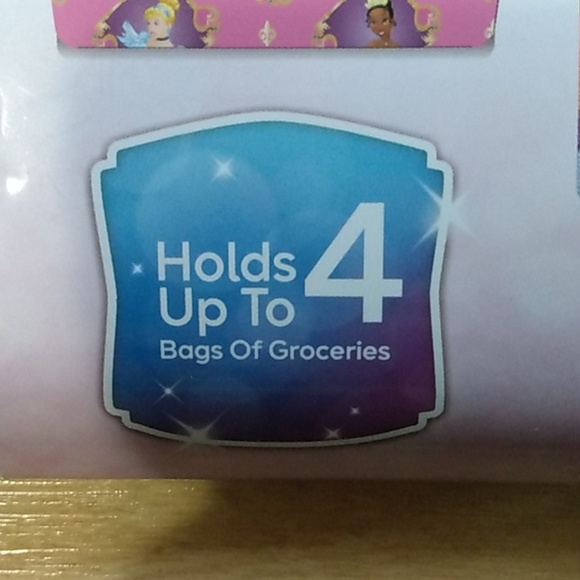 Holds
Up To 4
Bags Of Groceries